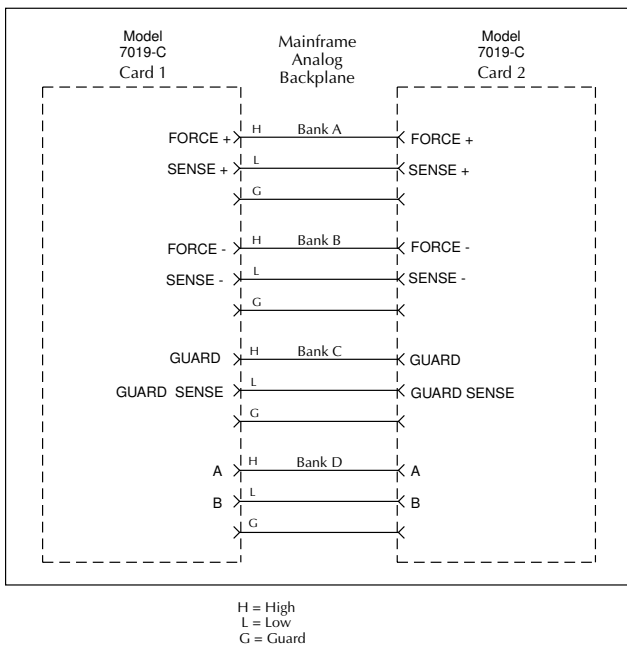 Model
7019-C
Card 1
Mainframe
Analog
Backplane
Model
7019-C
Card 2
FORCE + H Bank A FORCE +
SENSE + L SENSE +
G
FORCE - H Bank B FORCE -
SENSE - L SENSE -
G
GUARD H Bank C GUARD
GUARD SENSE L GUARD SENSE
G
A H Bank D A
B L B
G
H = High
L = Low
G = Guard